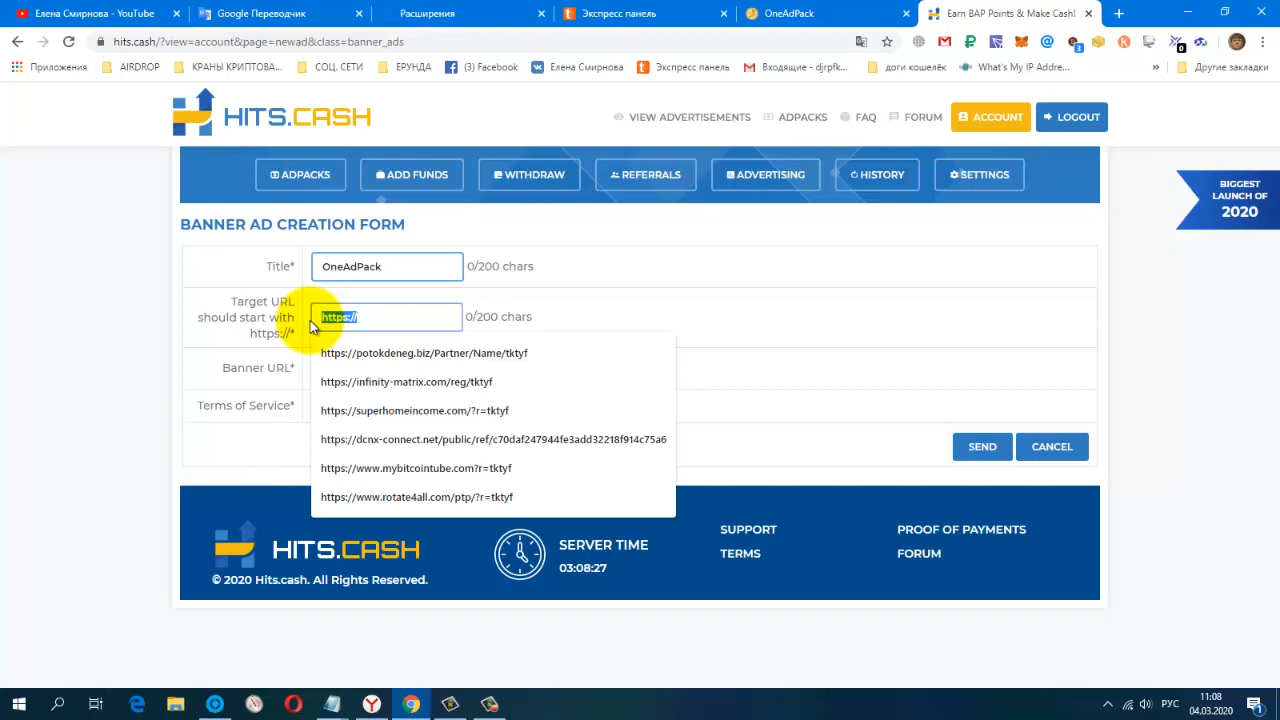 Елена Смирнова - YouTube
Google Переводчик
Расширения
Экспресс панель
OneAdPack
Earn BAP Points & Make Cash!
hits.cash/?view=account&page=newad&class=banner_ads
Приложения
AIRDROP
КРАНЫ КРИПТОВА...
СОЦ. СЕТИ
ЕРУНДА
(3) Facebook
Елена Смирнова
Экспресс панель
Входящие - djrpfk...
доги кошелёк
What's My IP Addre...
»
Другие закладки
HITS.CASH
VIEW ADVERTISEMENTS
ADPACKS
FAQ
FORUM
ACCOUNT
LOGOUT
ADPACKS
ADD FUNDS
WITHDRAW
REFERRALS
ADVERTISING
HISTORY
SETTINGS
BIGGEST
LAUNCH OF
2020
BANNER AD CREATION FORM
Title*
OneAdPack
0/200 chars
Target URL
should start with
https://*
https://
0/200 chars
https://potokdeneg.biz/Partner/Name/tktyf
https://infinity-matrix.com/reg/tktyf
https://superhomeincome.com/?r=tktyf
https://dcnx-connect.net/public/ref/c70daf247944fe3add32218f914c75a6
https://www.mybitcointube.com?r=tktyf
https://www.rotate4all.com/ptp/?r=tktyf
Banner URL*
Terms of Service*
SEND
CANCEL
HITS.CASH
© 2020 Hits.cash. All Rights Reserved.
SERVER TIME
03:08:27
SUPPORT
TERMS
PROOF OF PAYMENTS
FORUM
РУС
11:08
04.03.2020